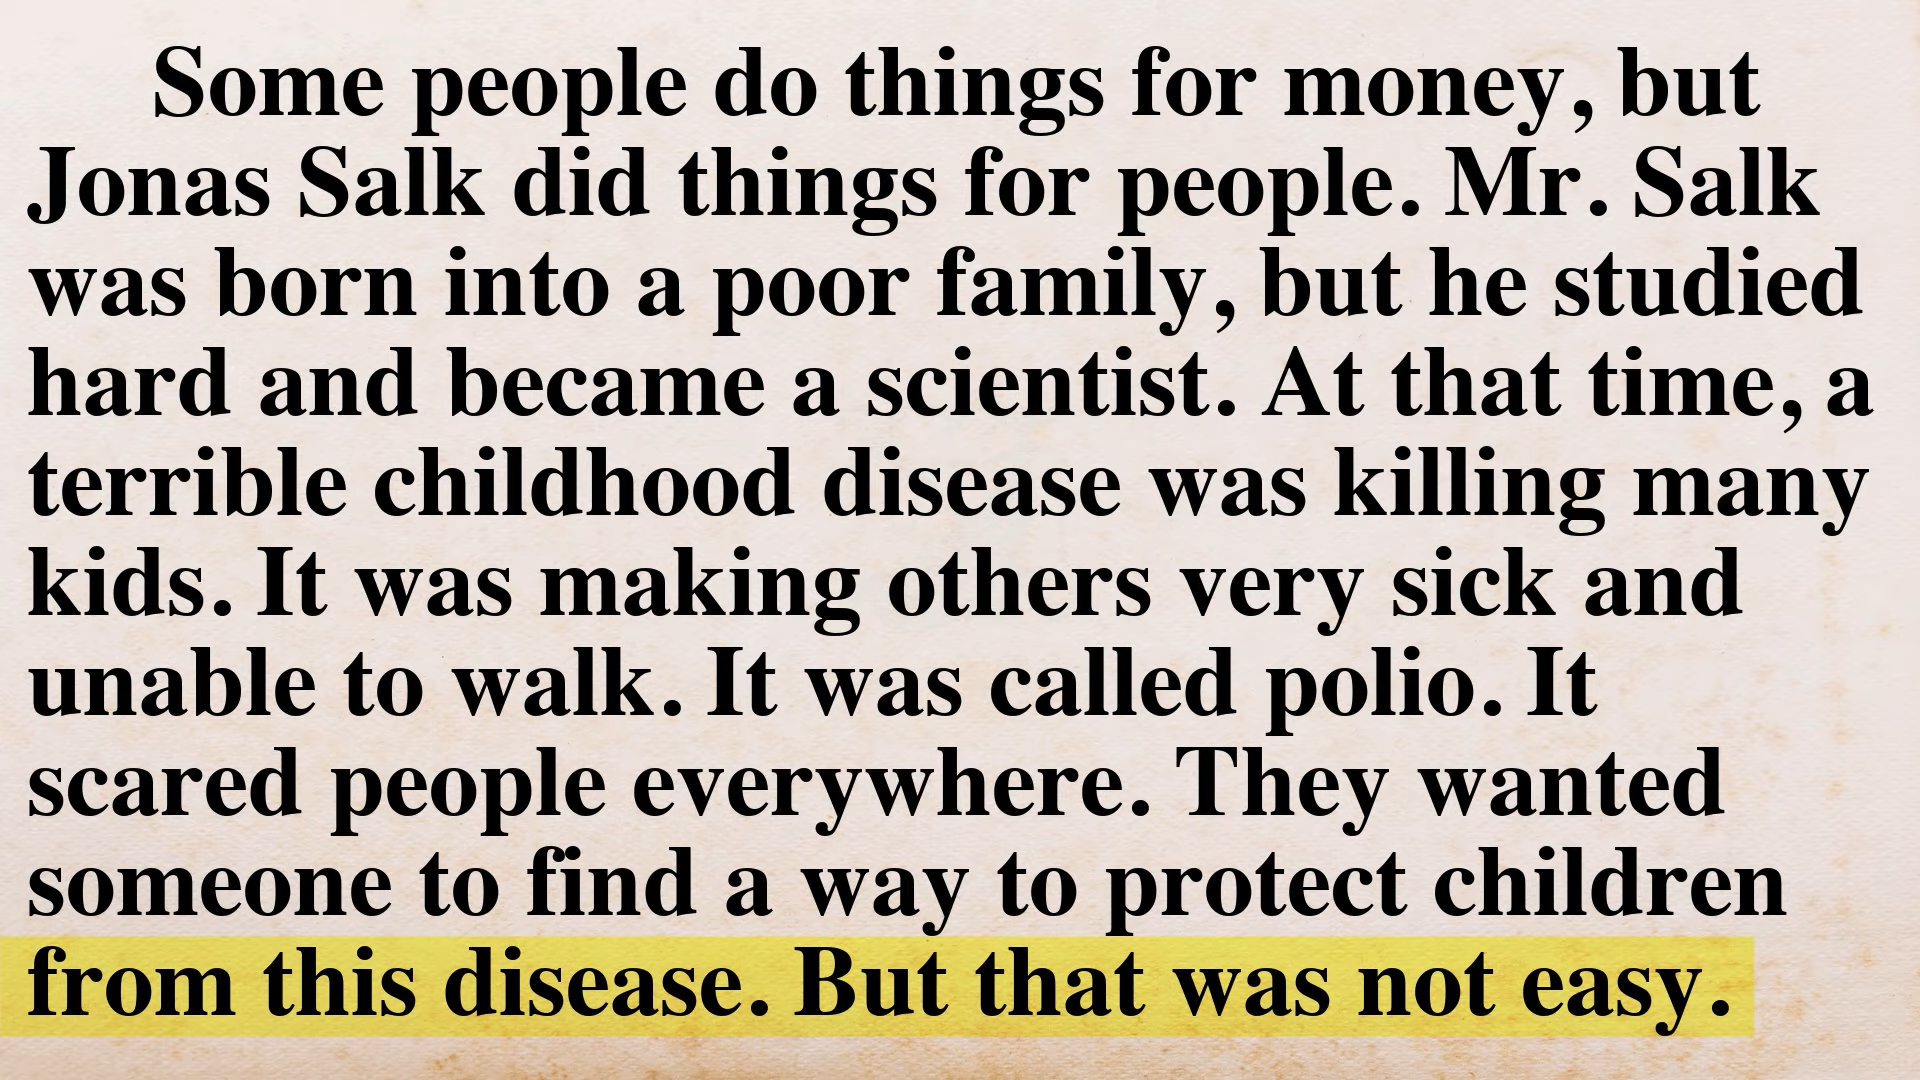 Some people do things for money, but
Jonas Salk did things for people. Mr. Salk
was born into a poor family, but he studied
hard and became a scientist. At that time, a
terrible childhood disease was killing many
kids. It was making others very sick and
unable to walk. It was called polio. It
scared people everywhere. They wanted
someone to find a way to protect children
from this disease. But that was not easy.